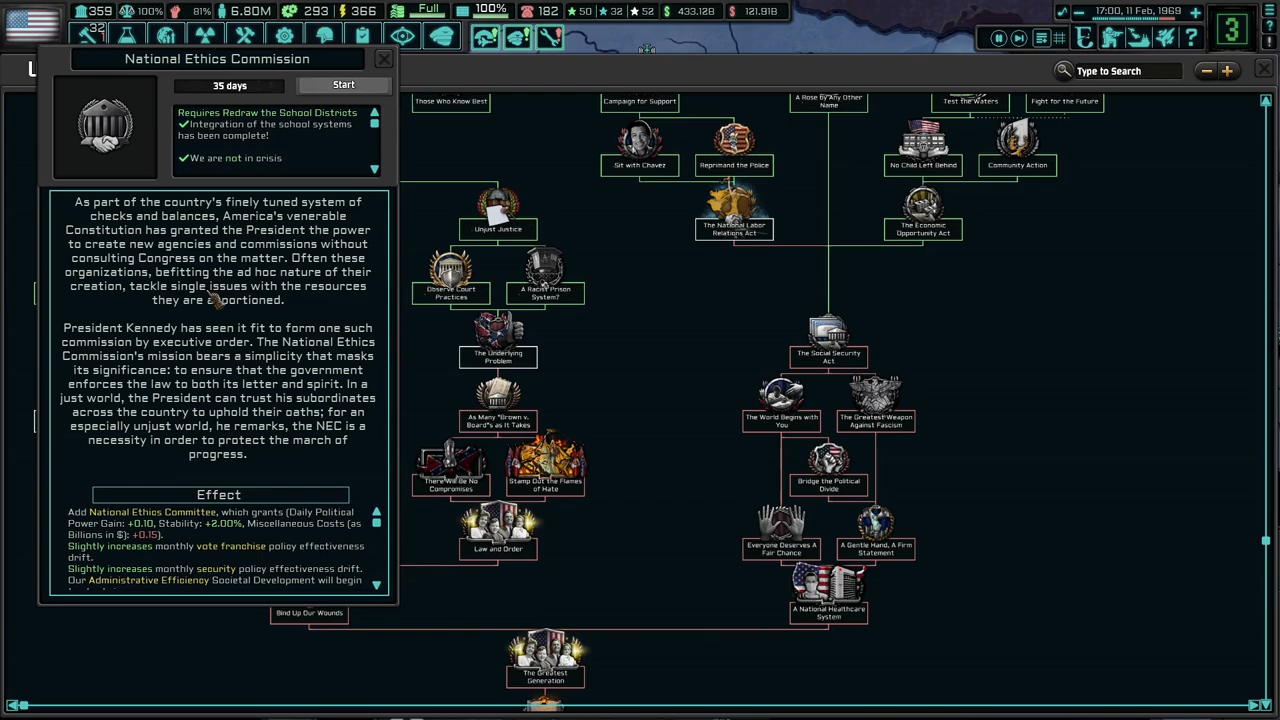 359
100%
81%
6.80M
293
366
Full
100%
182
50
32
52
$ 433.12B
$ 121.91B
17:00, 11 Feb, 1969
3
32
National Ethics Commission
35 days
Start
Requires Redraw the School Districts
Integration of the school systems
has been complete!
We are not in crisis
As part of the country's finely tuned system of
checks and balances, America's venerable
Constitution has granted the President the power
to create new agencies and commissions without
consulting Congress on the matter. Often these
organizations, befitting the ad hoc nature of their
creation, tackle single issues with the resources
they are apportioned.
President Kennedy has seen it fit to form one such
commission by executive order. The National Ethics
Commission's mission bears a simplicity that masks
its significance: to ensure that the government
enforces the law to both its letter and spirit. In a
just world, the President can trust his subordinates
across the country to uphold their oaths; for an
especially unjust world, he remarks, the NEC is a
necessity in order to protect the march of
progress.
Effect
Add National Ethics Committee, which grants (Daily Political
Power Gain: +0.10, Stability: +2.00%, Miscellaneous Costs (as
Billions in $): +0.15).
Slightly increases monthly vote franchise policy effectiveness
drift.
Slightly increases monthly security policy effectiveness drift.
Our Administrative Efficiency Societal Development will begin
Type to Search
Those Who Know Best
Campaign for Support
A Rose by Any Other
Name
Test the Waters
Fight for the Future
Sit with Chavez
Reprimand the Police
No Child Left Behind
Community Action
Unjust Justice
The National Labor
Relations Act
The Economic
Opportunity Act
Observe Court
Practices
A Racist Prison
System?
The Underlying
Problem
The Social Security
Act
As Many "Brown v.
Board"s as It Takes
The World Begins with
You
The Greatest Weapon
Against Fascism
There Will Be No
Compromises
Stamp Out the Flames
of Hate
Bridge the Political
Divide
Law and Order
Everyone Deserves A
Fair Chance
A Gentle Hand, A Firm
Statement
Bind Up Our Wounds
A National Healthcare
System
The Greatest
Generation